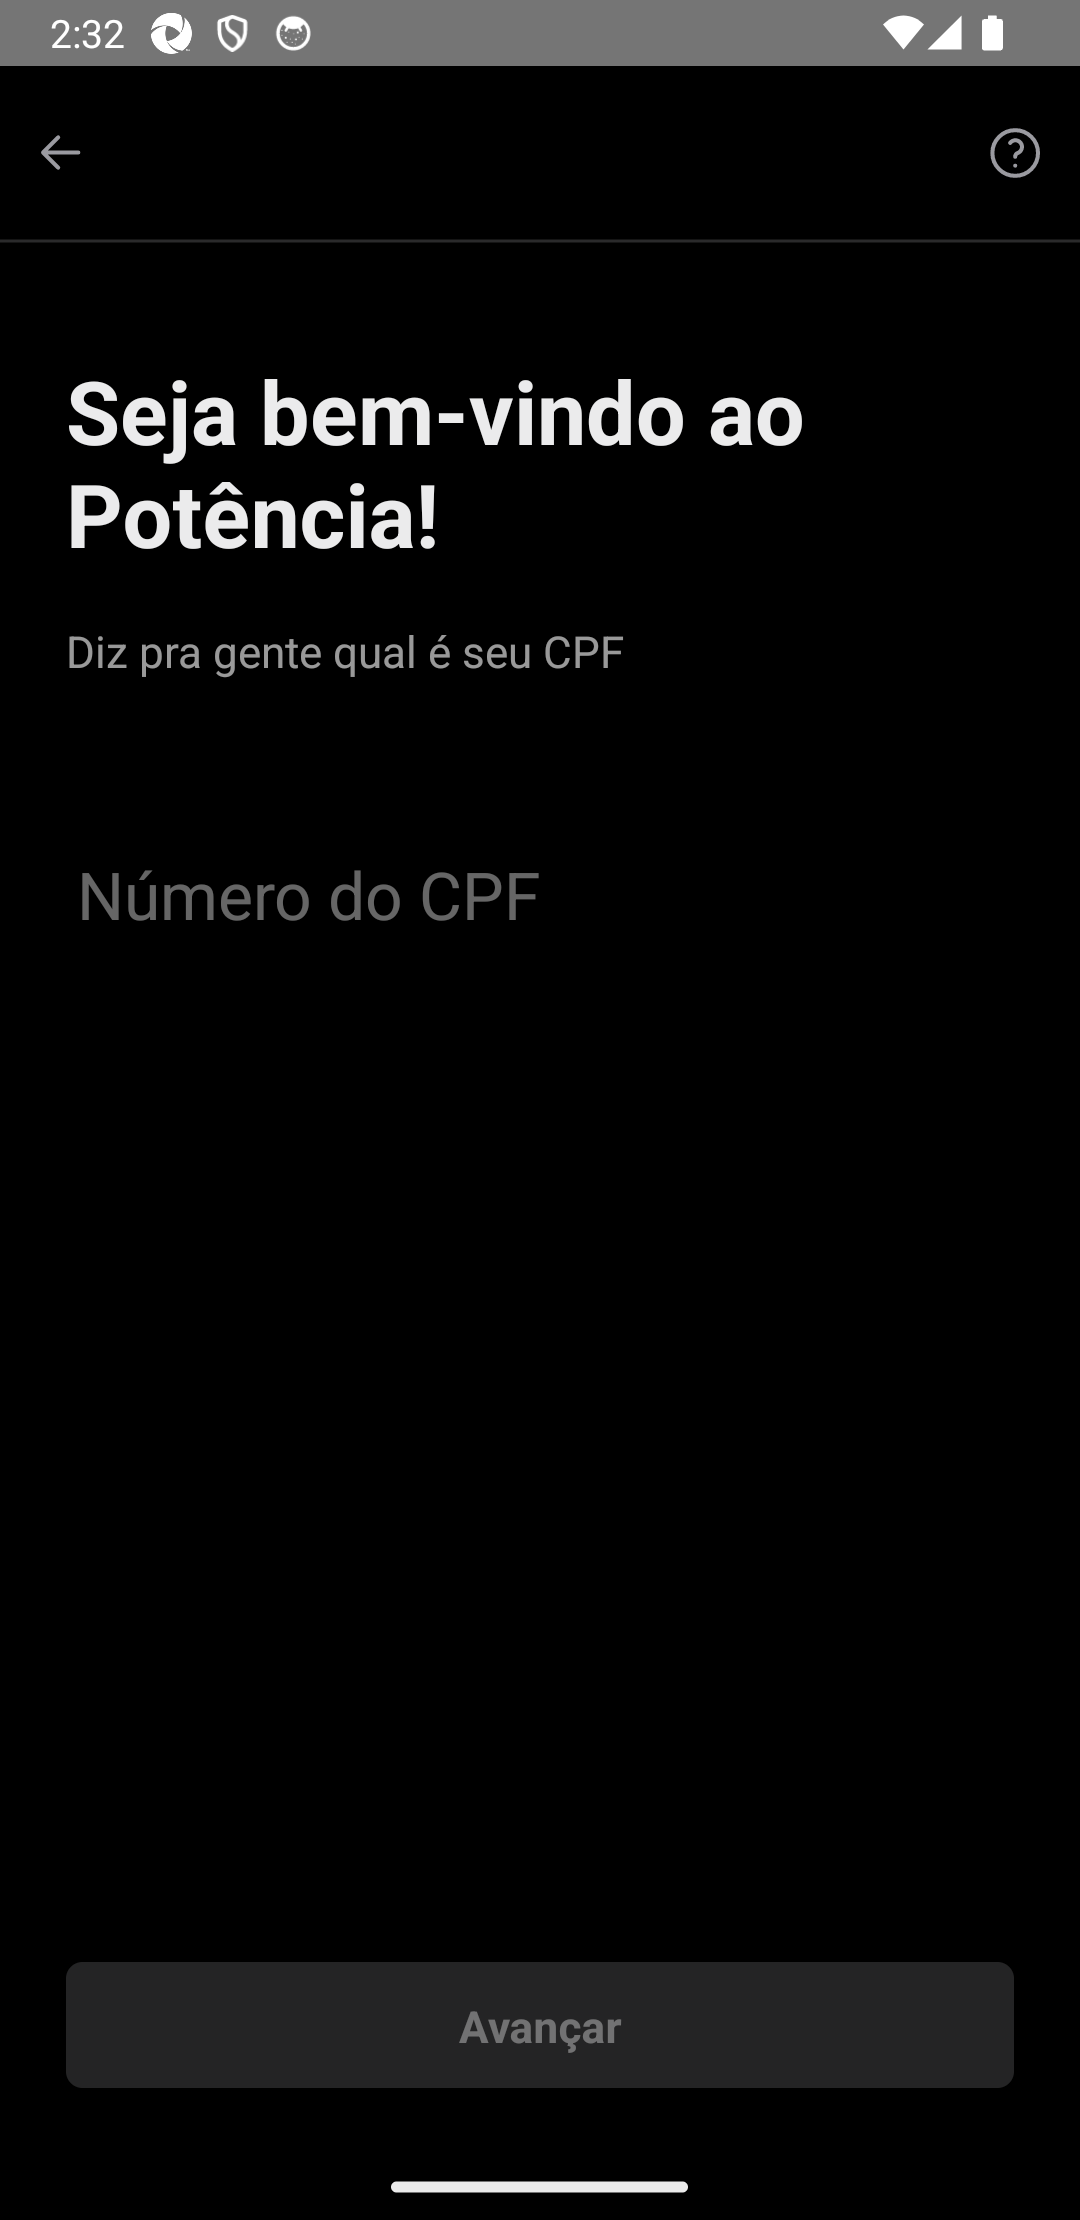 2:32
Seja bem-vindo ao
Potência!
Diz pra gente qual é seu CPF
Número do CPF
Avançar